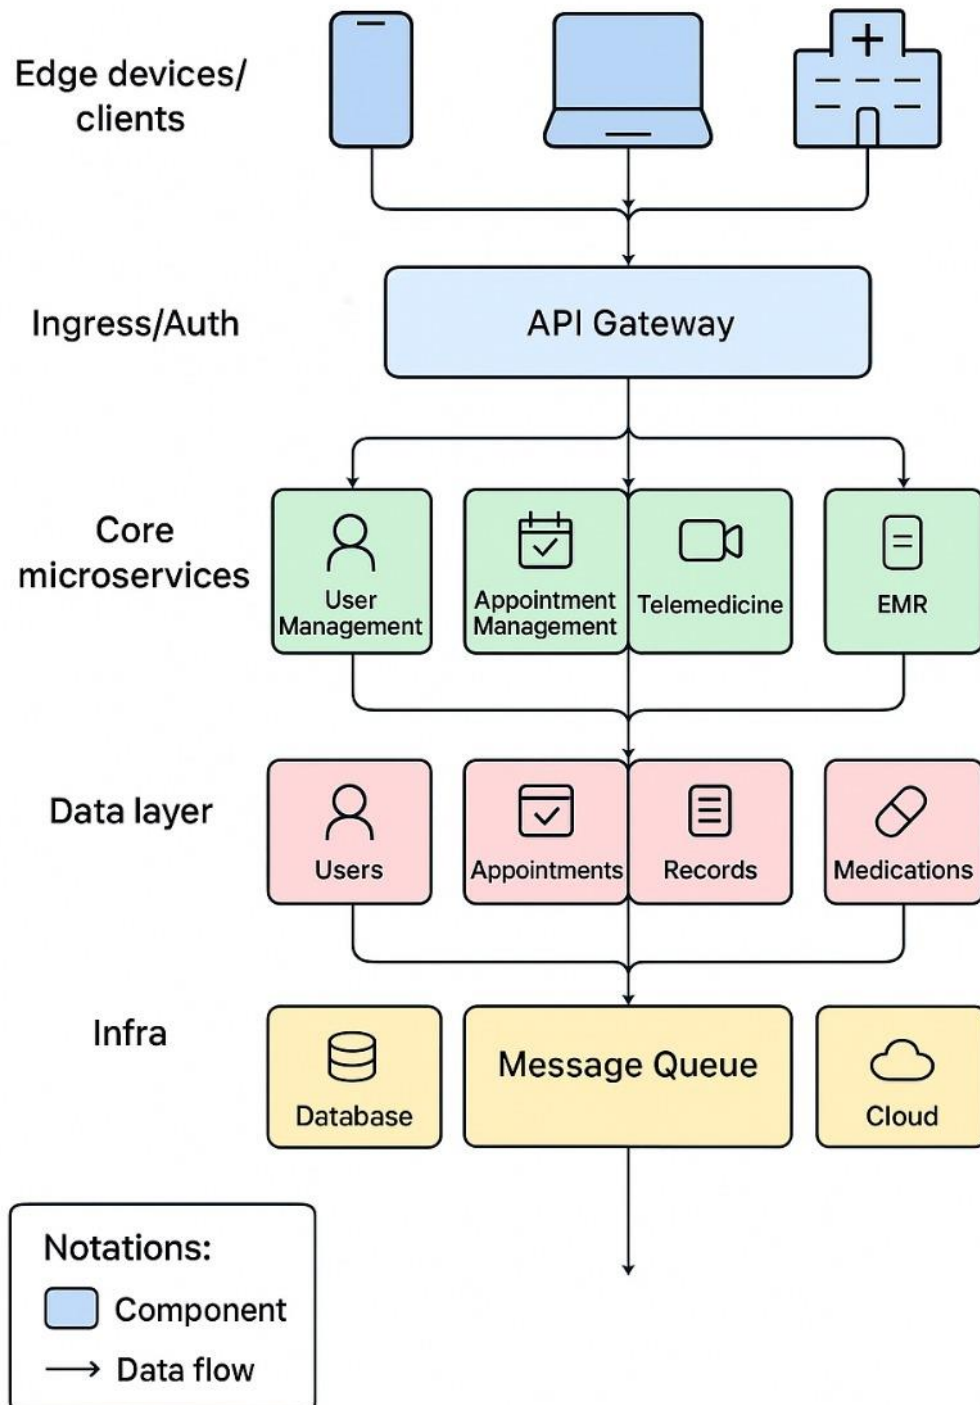 Edge devices/
clients
Ingress/Auth
API Gateway
Core
microservices
User
Management
Appointment
Management
Telemedicine
EMR
Data layer
Users
Appointments
Records
Medications
Infra
Database
Message Queue
Cloud
Notations:
Component
Data flow